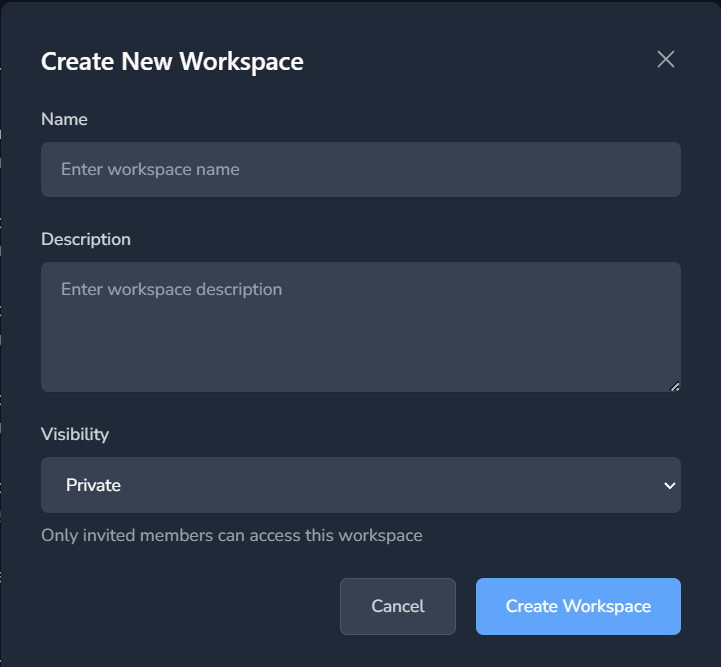 Create New Workspace
Name
Enter workspace name
Description
Enter workspace description
Visibility
Private
Only invited members can access this workspace
Cancel
Create Workspace